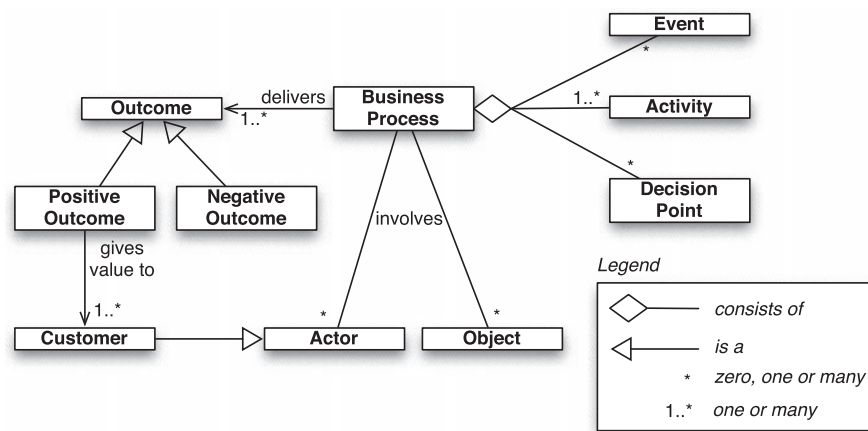 Event
*
delivers
Business
Process
1..*
Activity
Outcome
1..*
*
Decision
Point
Positive
Outcome
Negative
Outcome
involves
gives
value to
Legend
1..*
*
*
consists of
Customer
Actor
Object
is a
* zero, one or many
1..* one or many